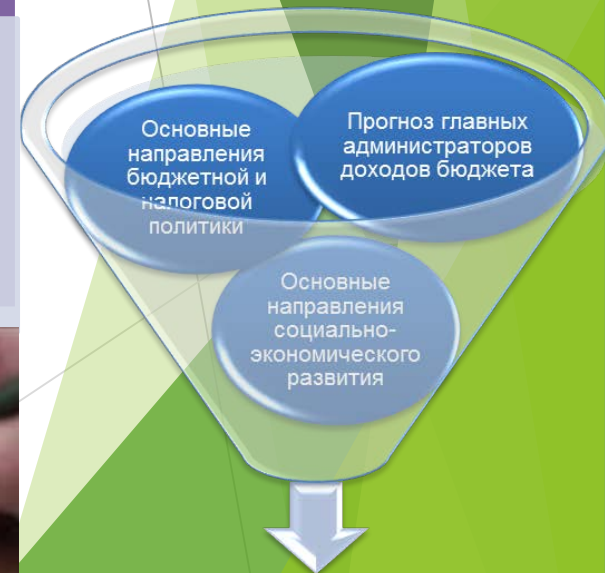 Основные
направления
бюджетной и
налоговой
политики
Прогноз главных
администраторов
доходов бюджета
Основные
направления
социально-
экономического
развития